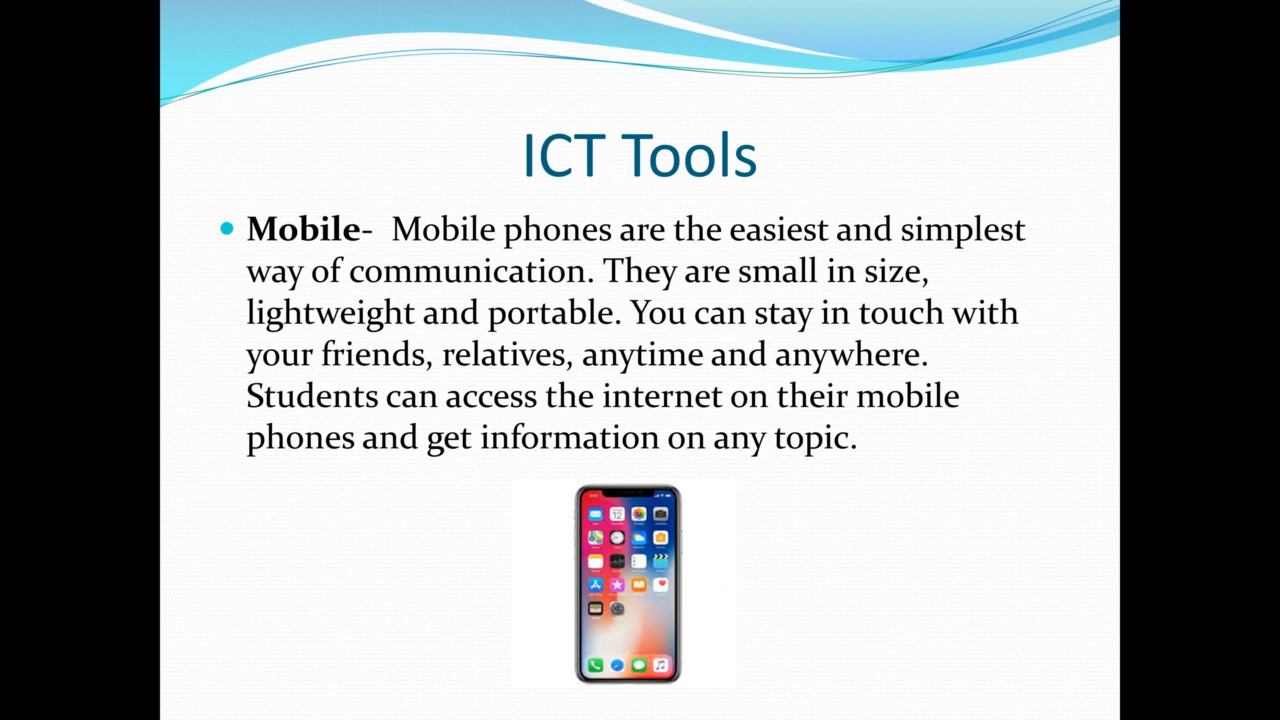 ICT Tools
Mobile-  Mobile phones are the easiest and simplest
way of communication. They are small in size,
lightweight and portable. You can stay in touch with
your friends, relatives, anytime and anywhere.
Students can access the internet on their mobile
phones and get information on any topic.